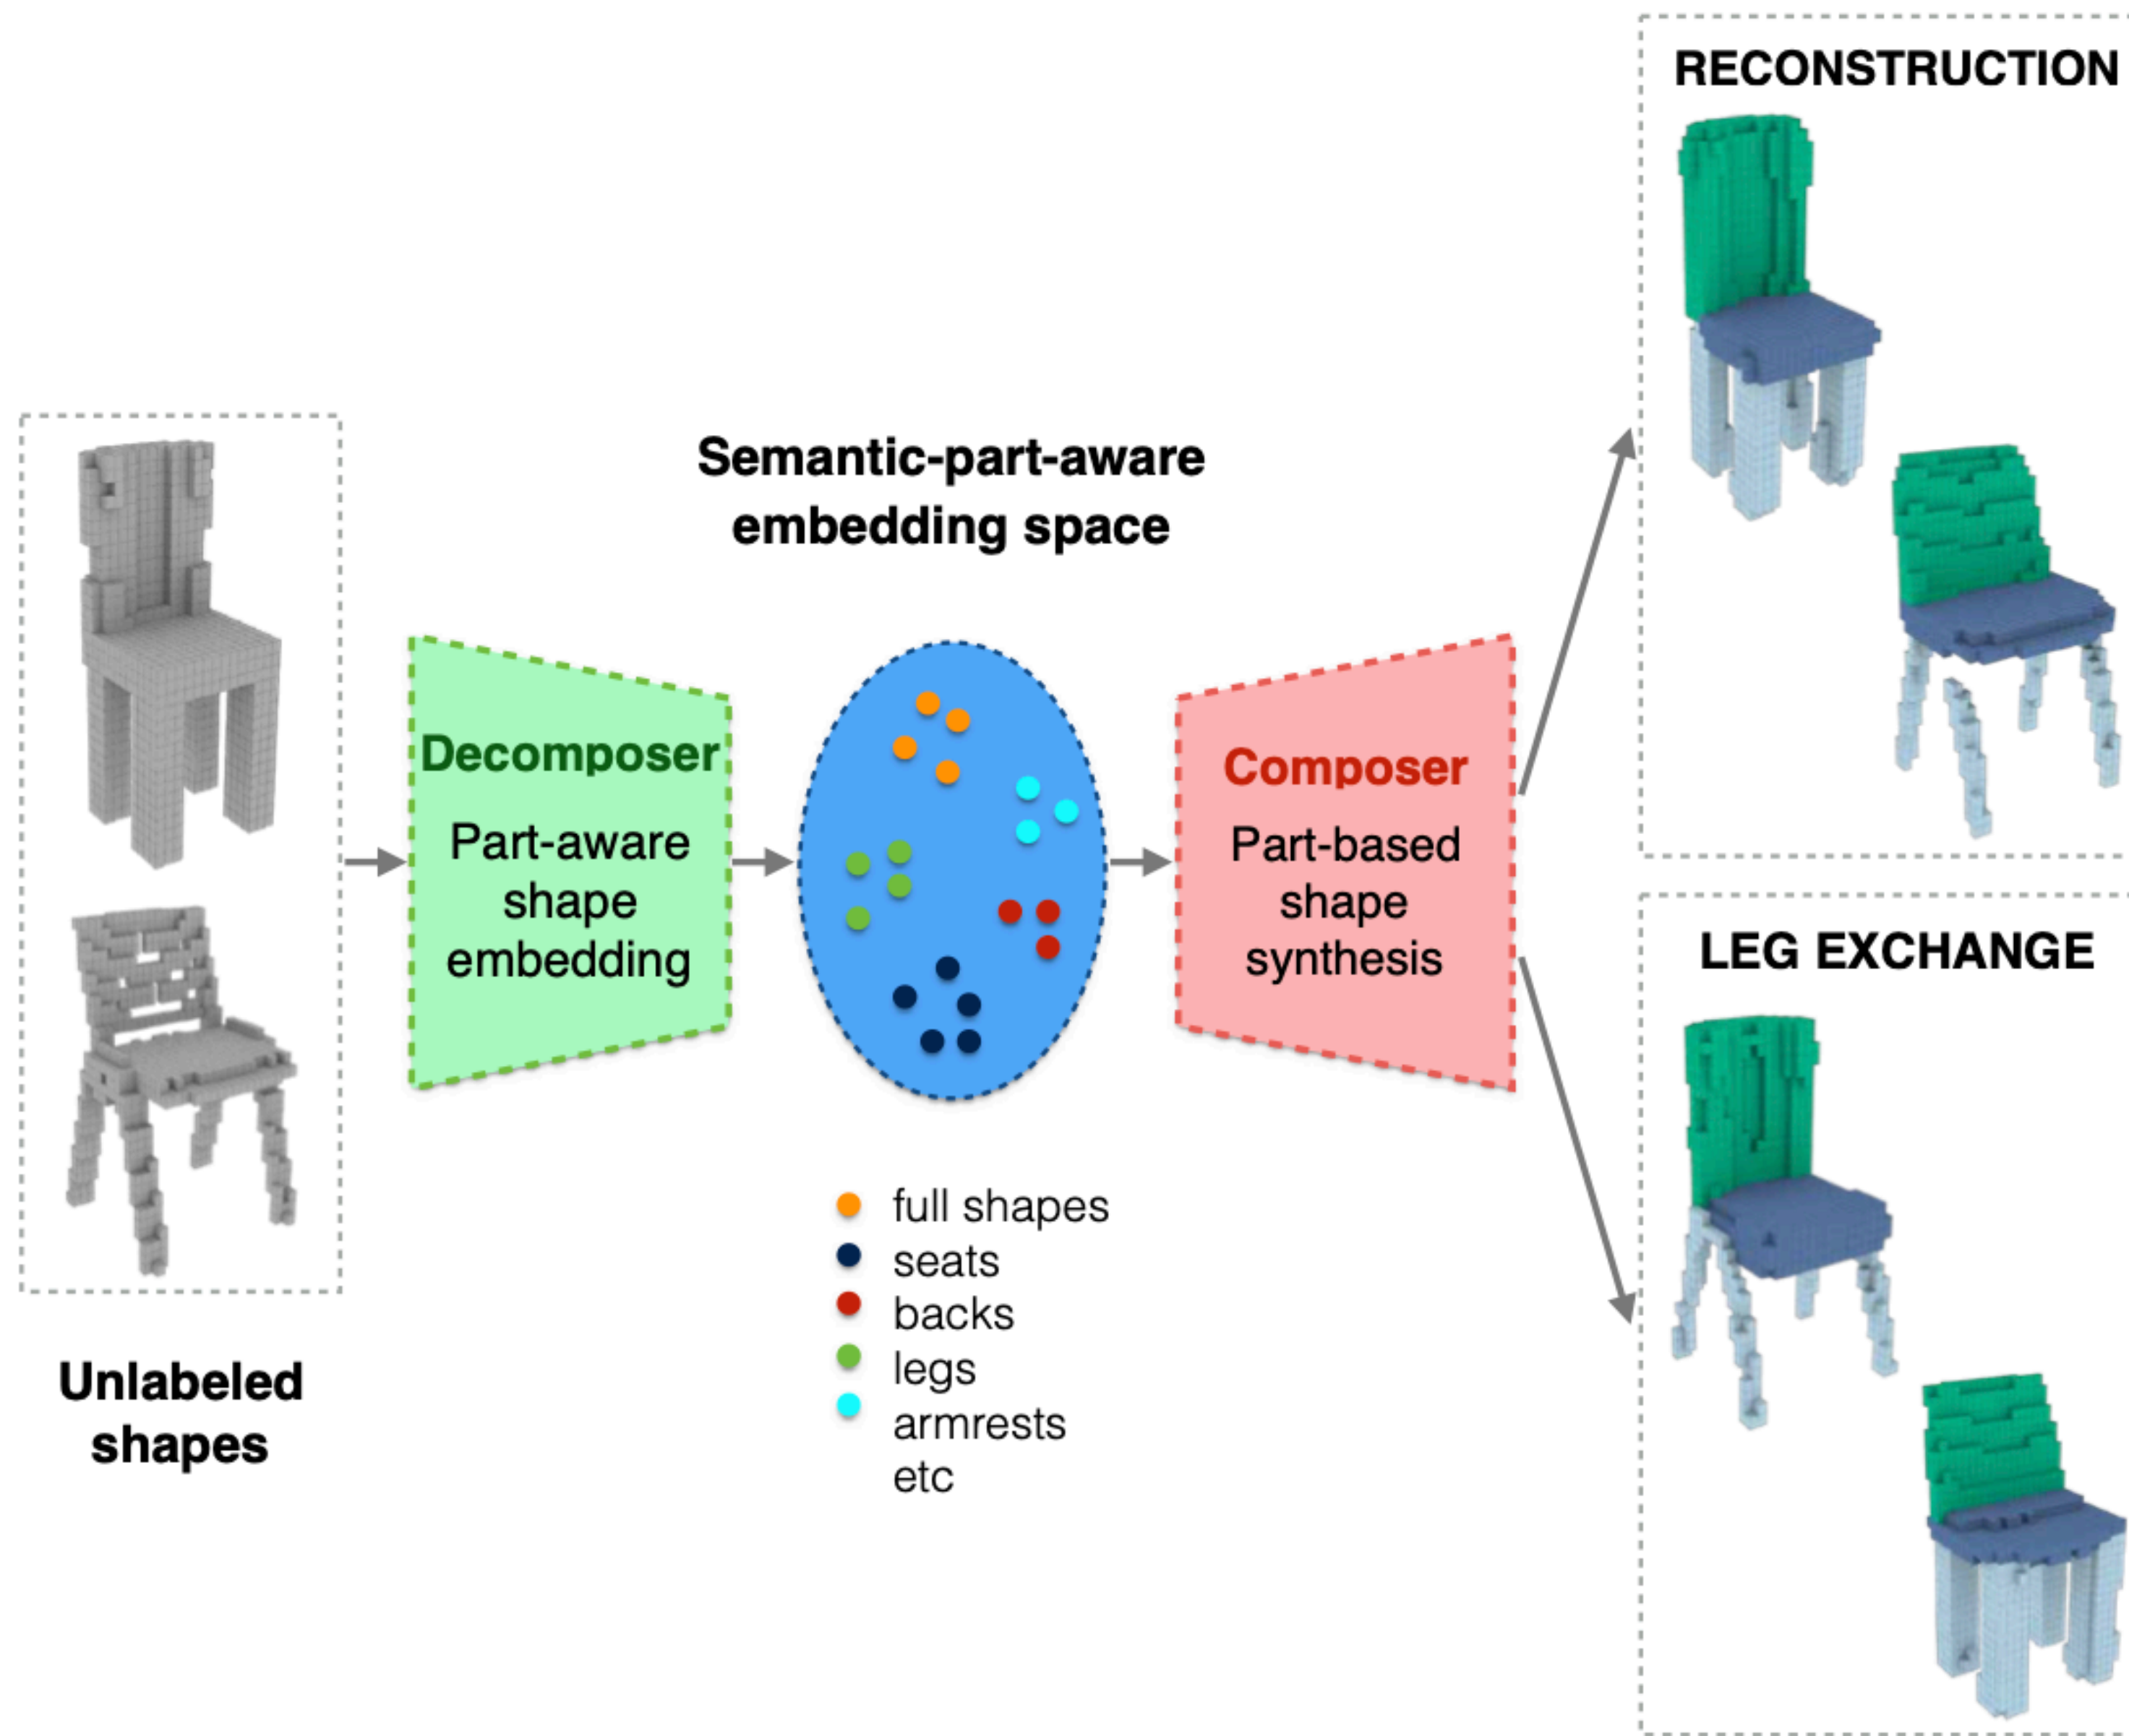 RECONSTRUCTION
Semantic-part-aware
embedding space
Decomposer
Part-aware
shape
embedding
Composer
Part-based
shape
synthesis
LEG EXCHANGE
full shapes
seats
backs
legs
armrests
etc
Unlabeled
shapes